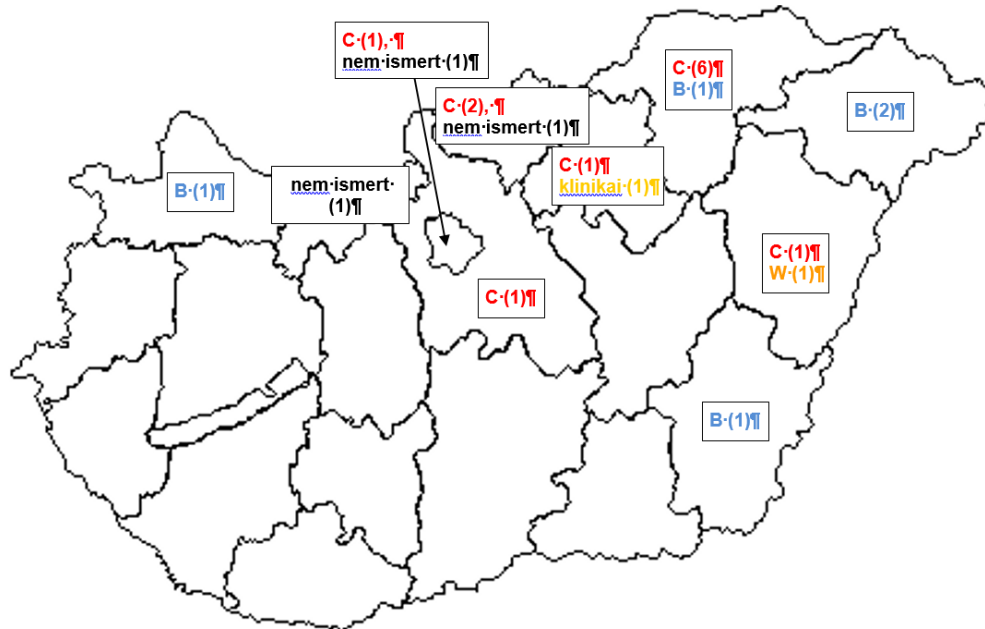 C·(1),·¶
nem·ismert·(1)¶
C·(2),·¶
nem·ismert·(1)¶
C·(6)¶
B·(1)¶
B·(2)¶
C·(1)¶
klinikai·(1)¶
B·(1)¶
nem·ismert·
(1)¶
C·(1)¶
W·(1)¶
C·(1)¶
B·(1)¶